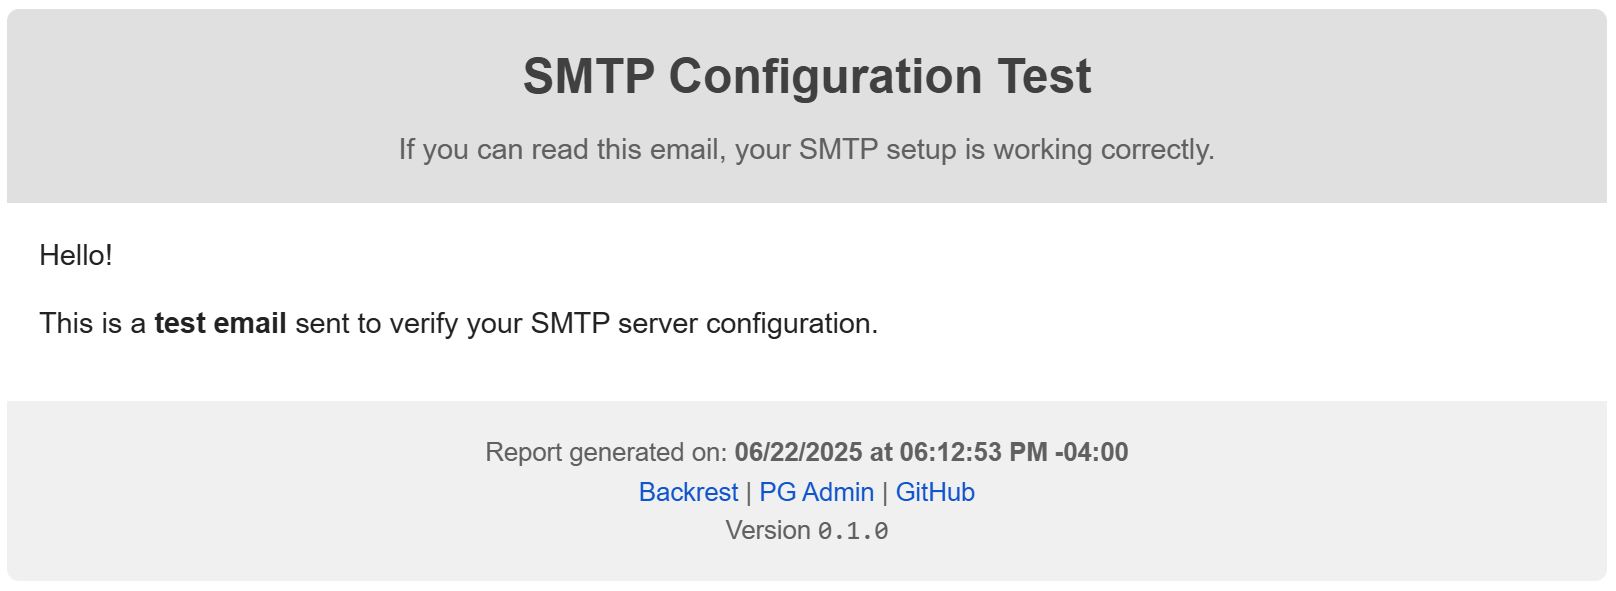 SMTP Configuration Test
If you can read this email, your SMTP setup is working correctly.
Hello!
This is a test email sent to verify your SMTP server configuration.
Report generated on: 06/22/2025 at 06:12:53 PM -04:00
Backrest | PG Admin | GitHub
Version 0.1.0